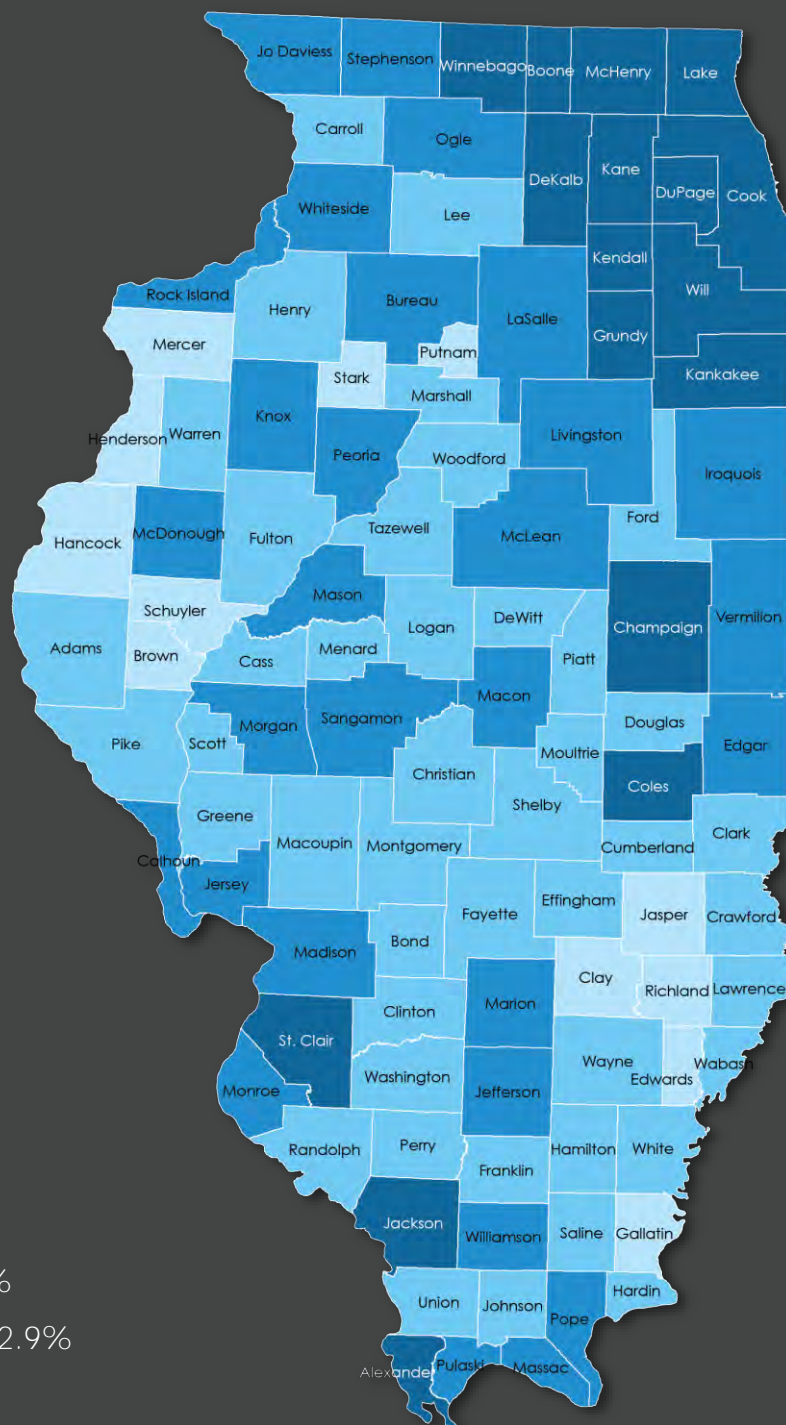 Jo Daviess
Stephenson
Winnebago
Boone
McHenry
Lake
Carroll
Ogle
DeKalb
Kane
DuPage
Cook
Whiteside
Lee
Kendall
Will
Rock Island
Henry
Bureau
LaSalle
Grundy
Mercer
Putnam
Kankakee
Stark
Marshall
Henderson
Warren
Knox
Peoria
Woodford
Livingston
Iroquois
Hancock
McDonough
Fulton
Tazewell
McLean
Ford
Mason
Schuyler
Logan
DeWitt
Champaign
Vermilion
Adams
Brown
Cass
Menard
Piatt
Macon
Pike
Scott
Morgan
Sangamon
Douglas
Edgar
Moultrie
Christian
Coles
Shelby
Greene
Macoupin
Montgomery
Cumberland
Clark
Calhoun
Jersey
Fayette
Effingham
Jasper
Crawford
Madison
Bond
Clay
Richland
Lawrence
Marion
Clinton
St. Clair
Wayne
Edwards
Wabash
Washington
Jefferson
Monroe
Randolph
Perry
Hamilton
White
Franklin
Jackson
Williamson
Saline
Gallatin
%
Union
Johnson
Pope
Hardin
2.9%
Alexander
Pulaski
Massac